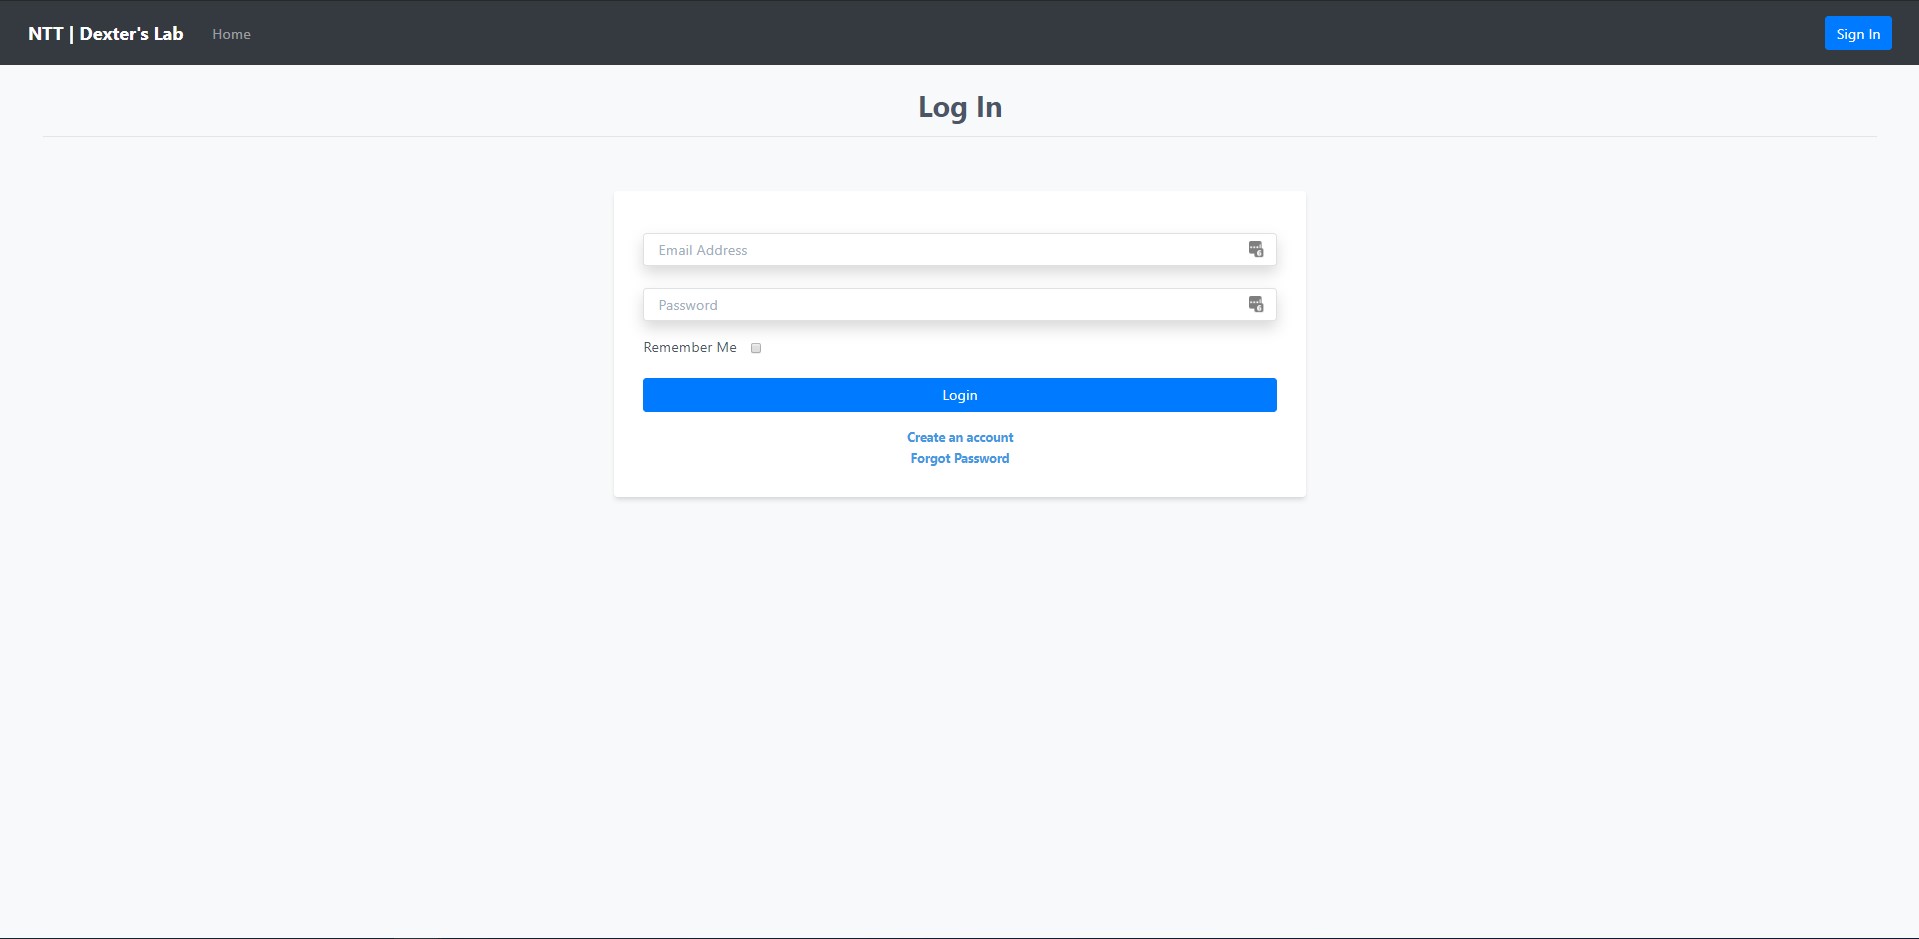 NTT | Dexter's Lab Home Sign In
Log In
Email Address
Password
Remember Me
Login
Create an account
Forgot Password